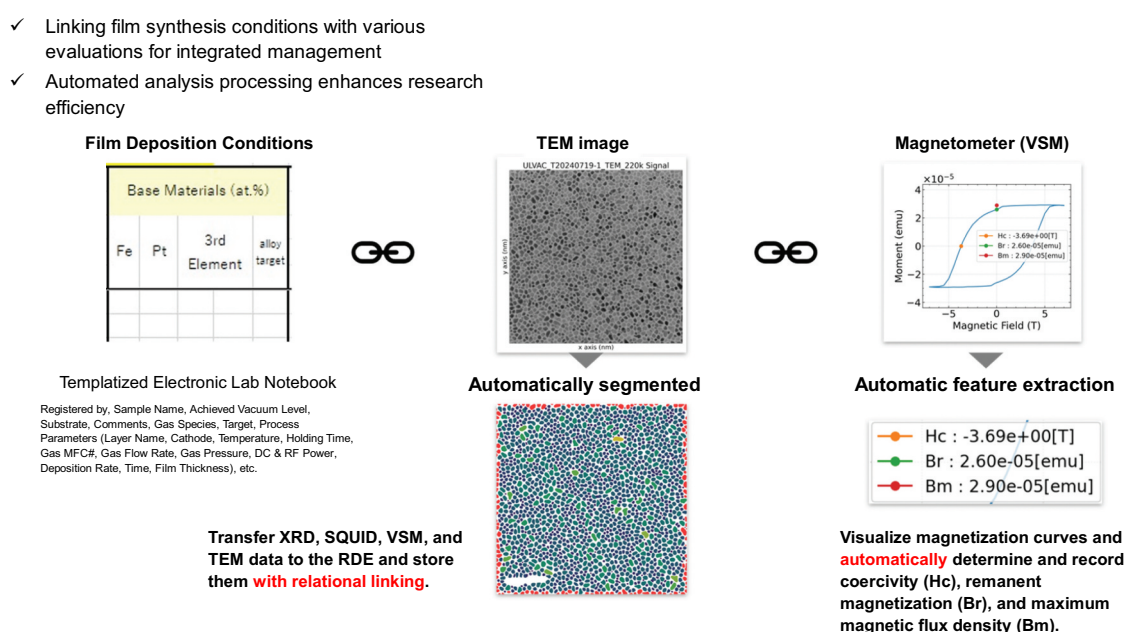 ✓ Linking film synthesis conditions with various
evaluations for integrated management
✓ Automated analysis processing enhances research
efficiency
Film Deposition Conditions
Base Materials (at.%)
Fe
Pt
3rd
Element
alloy
target
Templatized Electronic Lab Notebook
Registered by, Sample Name, Achieved Vacuum Level,
Substrate, Comments, Gas Species, Target, Process
Parameters (Layer Name, Cathode, Temperature, Holding Time,
Gas MFC#, Gas Flow Rate, Gas Pressure, DC & RF Power,
Deposition Rate, Time, Film Thickness), etc.
Transfer XRD, SQUID, VSM, and
TEM data to the RDE and store
them with relational linking.
TEM image
ULVAC_T20240719-1_TEM_220k Signal
y axis (nm)
x axis (nm)
Automatically segmented
Magnetometer (VSM)
×10⁻⁵
4
2
0
−2
−4
Moment (emu)
Hc : -3.69e+00[T]
Br : 2.60e-05[emu]
Bm : 2.90e-05[emu]
−5
0
5
Magnetic Field (T)
Automatic feature extraction
Hc : -3.69e+00[T]
Br : 2.60e-05[emu]
Bm : 2.90e-05[emu]
Visualize magnetization curves and
automatically determine and record
coercivity (Hc), remanent
magnetization (Br), and maximum
magnetic flux density (Bm).